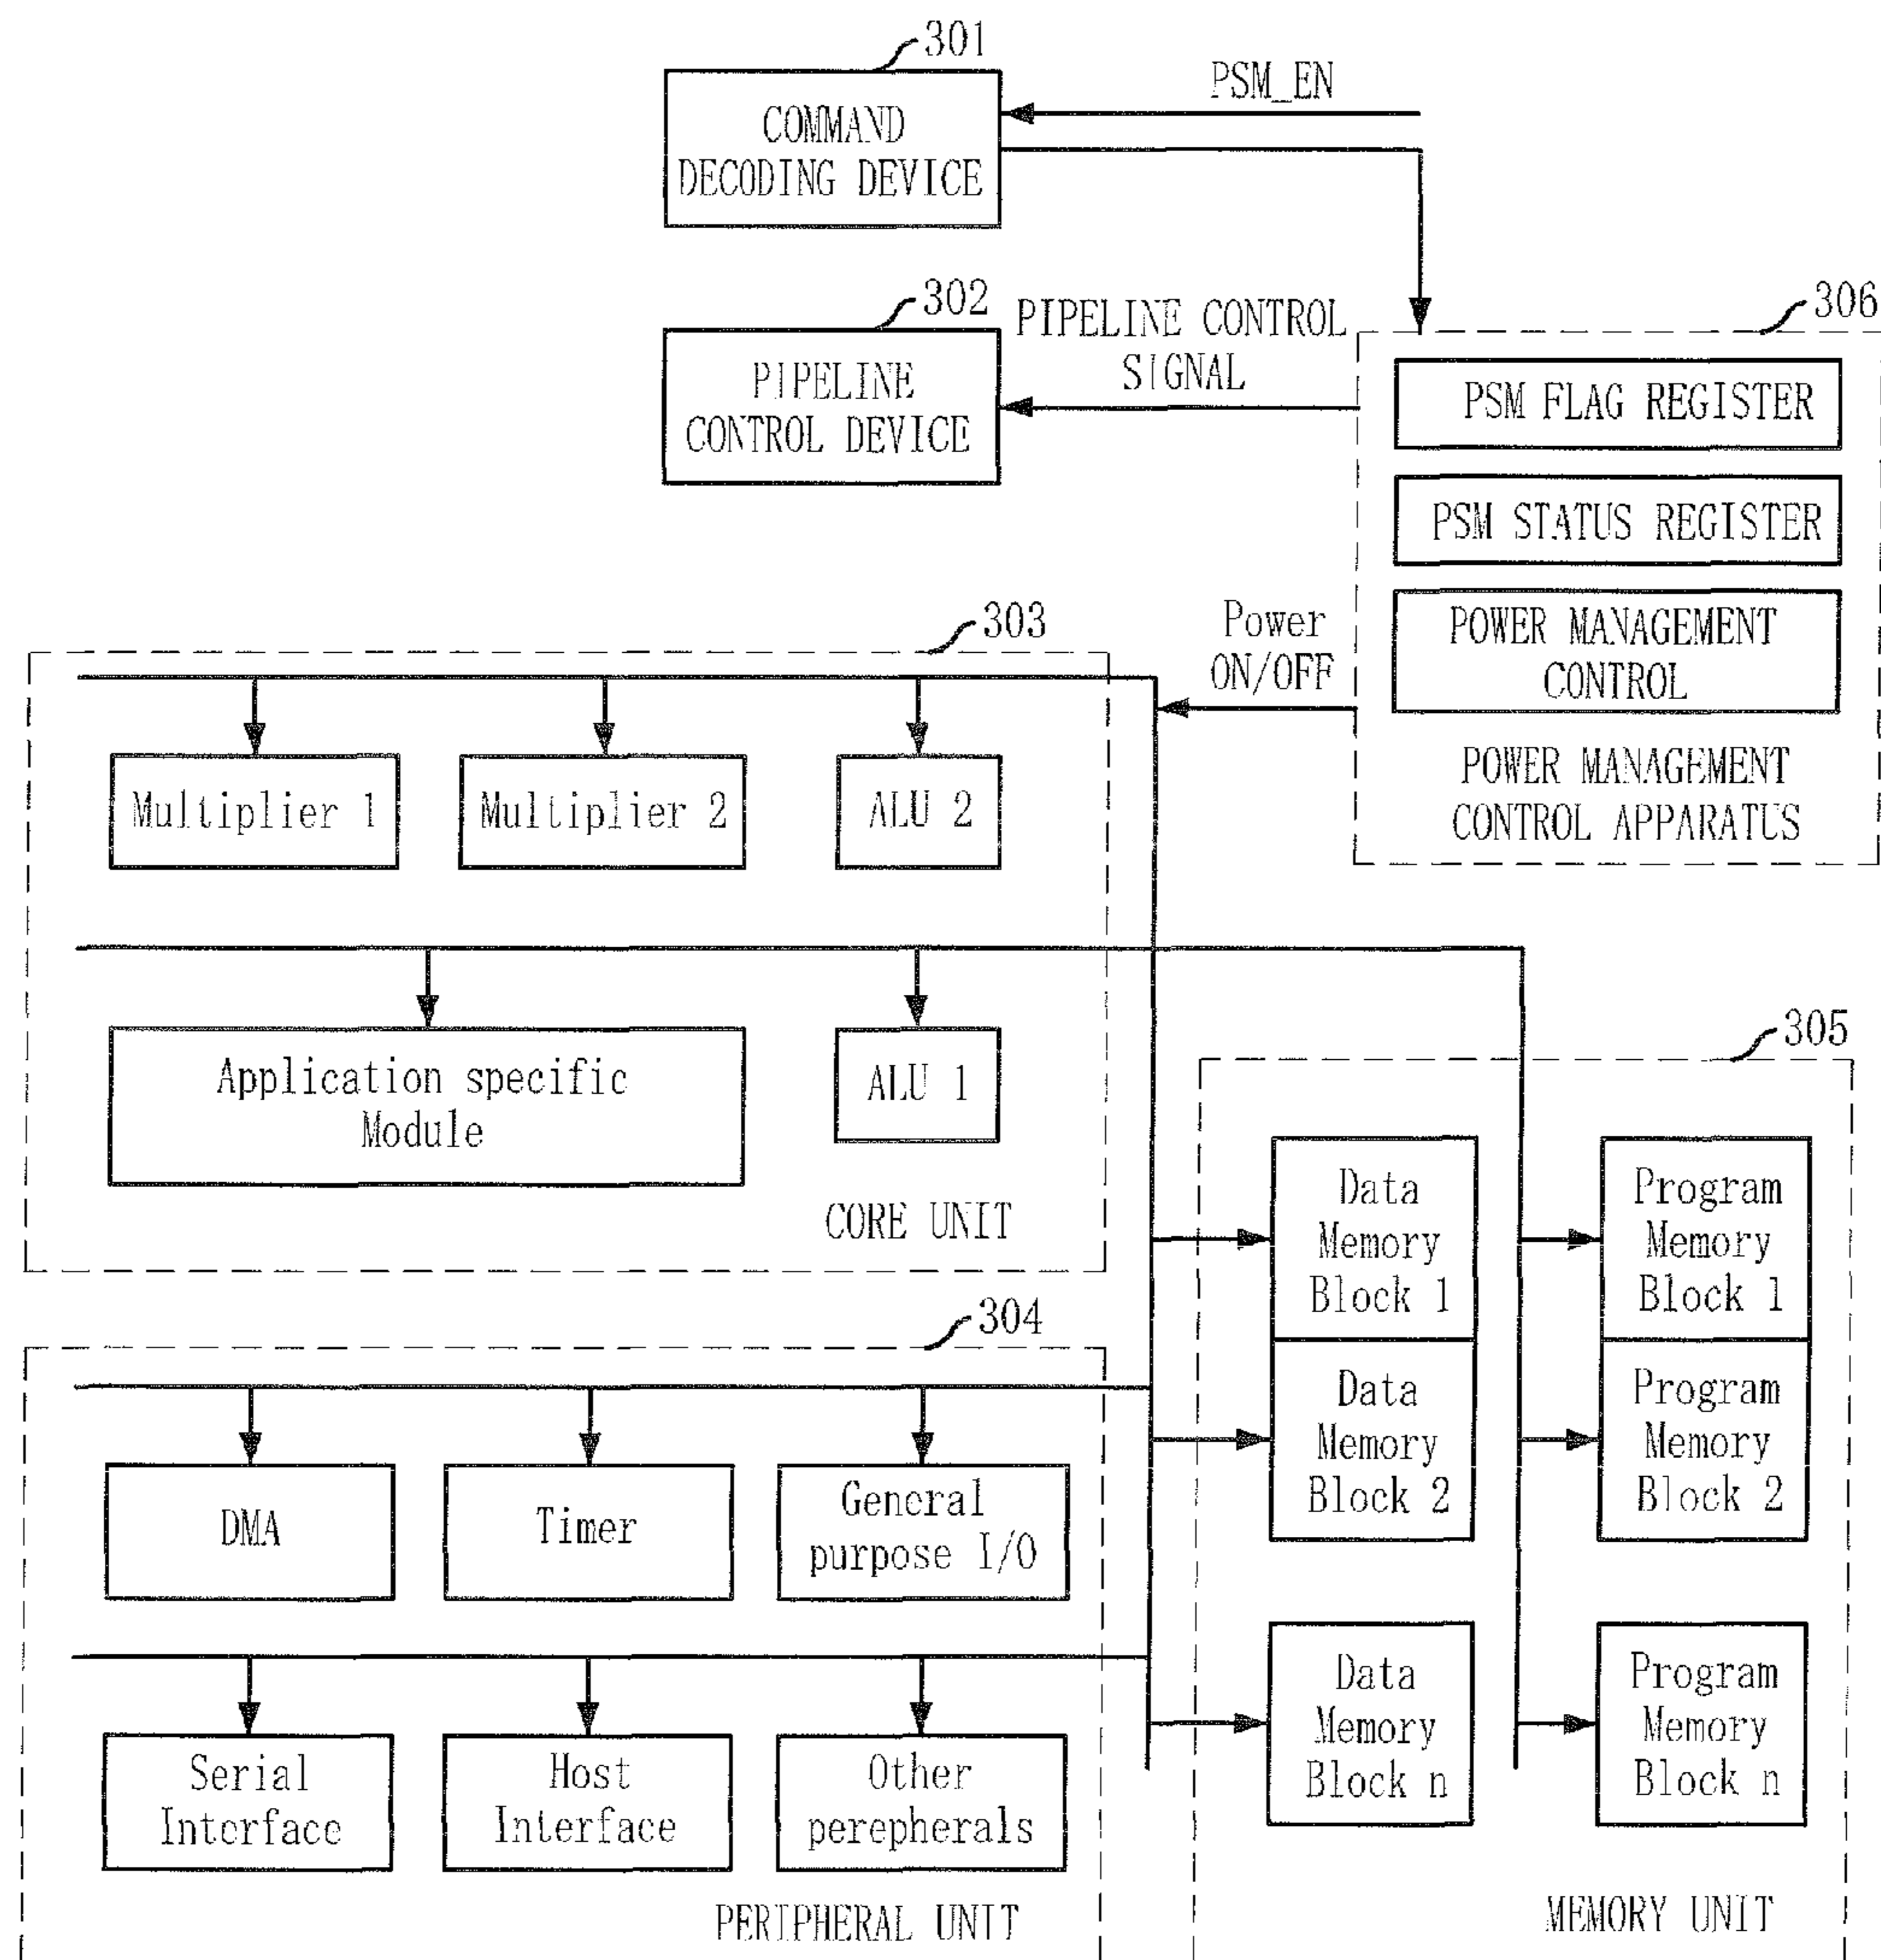 301
COMMAND
DECODING DEVICE
PSM_EN
302
PIPELINE
CONTROL DEVICE
PIPELINE CONTROL
SIGNAL
306
PSM FLAG REGISTER
PSM STATUS REGISTER
POWER MANAGEMENT
CONTROL
POWER MANAGEMENT
CONTROL APPARATUS
Power
ON/OFF
303
Multiplier 1
Multiplier 2
ALU 2
Application specific
Module
ALU 1
CORE UNIT
304
DMA
Timer
General
purpose I/O
Serial
Interface
Host
Interface
Other
perepherals
PERIPHERAL UNIT
305
Data
Memory
Block 1
Program
Memory
Block 1
Data
Memory
Block 2
Program
Memory
Block 2
Data
Memory
Block n
Program
Memory
Block n
MEMORY UNIT